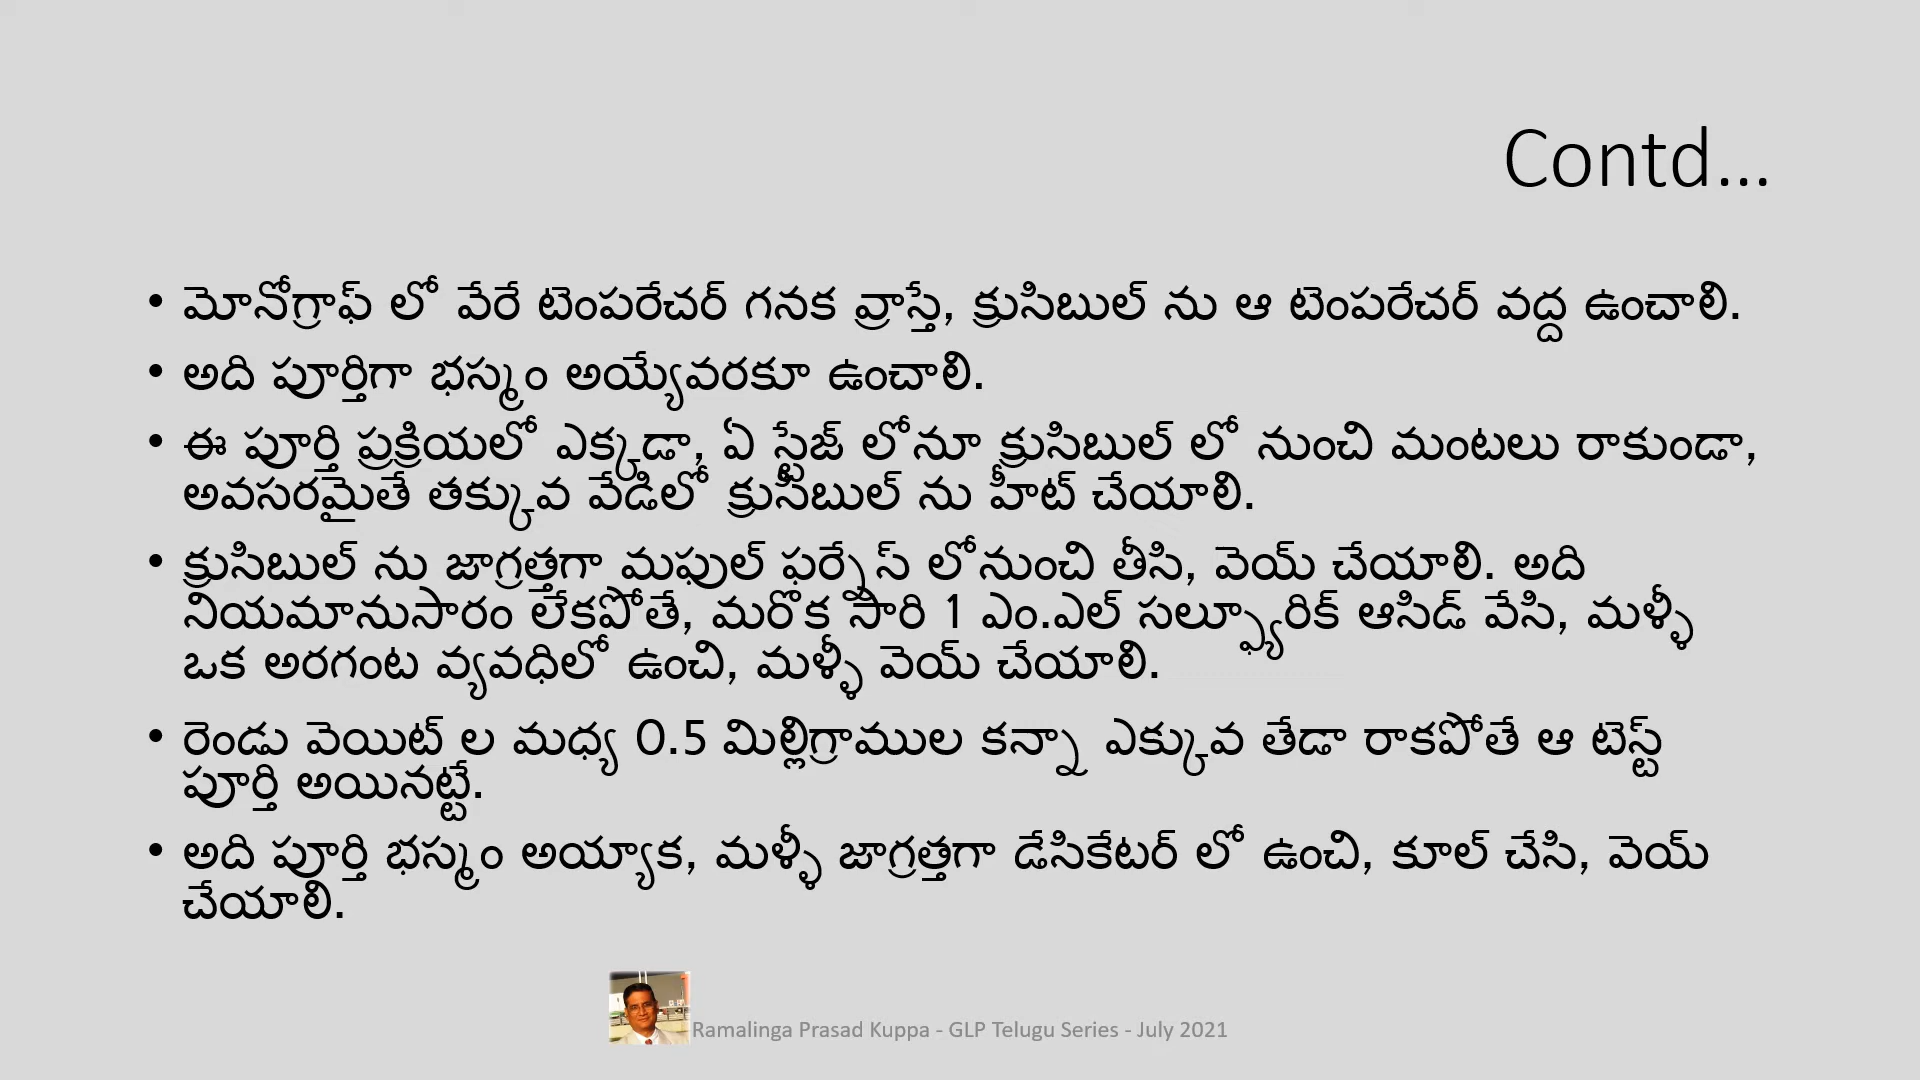 Contd...
• మోనోగ్రాఫ్ లో వేరే టెంపరేచర్ గనక వ్రాస్తే, క్రుసిబుల్ ను ఆ టెంపరేచర్ వద్ద ఉంచాలి.
• అది పూర్తిగా భస్మం అయ్యేవరకూ ఉంచాలి.
• ఈ పూర్తి ప్రక్రియలో ఎక్కడా, ఏ స్టేజ్ లోనూ క్రుసిబుల్ లో నుంచి మంటలు రాకుండా,
అవసరమైతే తక్కువ వేడిలో క్రుసిబుల్ ను హీట్ చేయాలి.
• క్రుసిబుల్ ను జాగ్రత్తగా మఫుల్ ఫర్నేస్ లోనుంచి తీసి, వెయ్ చేయాలి. అది
నియమానుసారం లేకపోతే, మరొక సారి 1 ఎం.ఎల్ సల్ఫ్యూరిక్ ఆసిడ్ వేసి, మళ్ళీ
ఒక అరగంట వ్యవధిలో ఉంచి, మళ్ళీ వెయ్ చేయాలి.
• రెండు వెయిట్ ల మధ్య 0.5 మిల్లిగ్రాముల కన్నా ఎక్కువ తేడా రాకపోతే ఆ టెస్ట్
పూర్తి అయినట్టే.
• అది పూర్తి భస్మం అయ్యాక, మళ్ళీ జాగ్రత్తగా డేసికేటర్ లో ఉంచి, కూల్ చేసి, వెయ్
చేయాలి.
Ramalinga Prasad Kuppa - GLP Telugu Series - July 2021